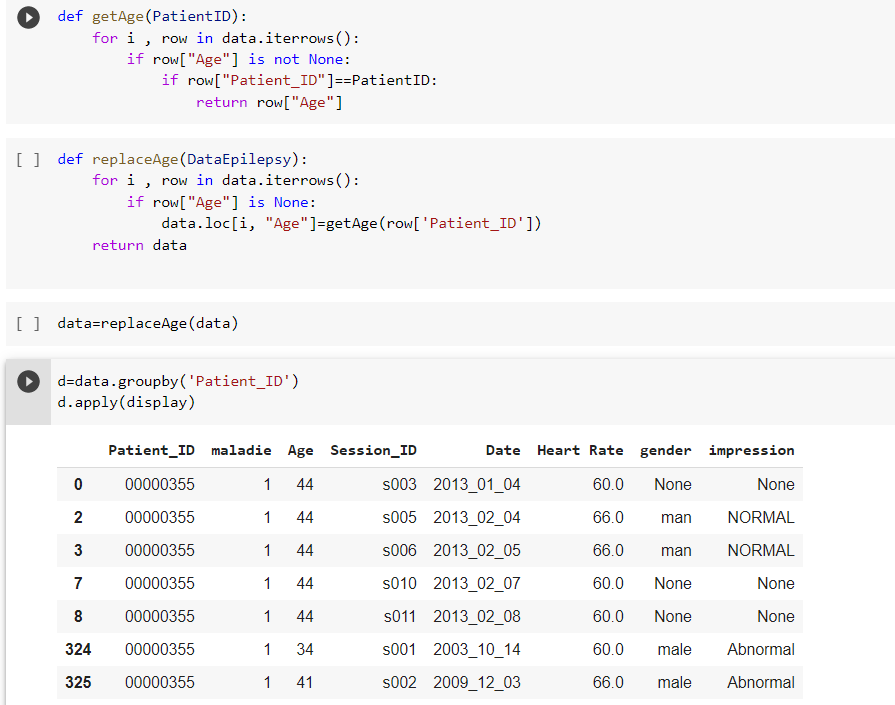 def getAge(PatientID):
    for i , row in data.iterrows():
        if row["Age"] is not None:
            if row["Patient_ID"]==PatientID:
                return row["Age"]
[ ] def replaceAge(DataEpilepsy):
    for i , row in data.iterrows():
        if row["Age"] is None:
            data.loc[i, "Age"]=getAge(row['Patient_ID'])
    return data
[ ] data=replaceAge(data)
d=data.groupby('Patient_ID')
d.apply(display)
Patient_ID maladie Age Session_ID Date Heart Rate gender impression
0 00000355 1 44 s003 2013_01_04 60.0 None None
2 00000355 1 44 s005 2013_02_04 66.0 man NORMAL
3 00000355 1 44 s006 2013_02_05 66.0 man NORMAL
7 00000355 1 44 s010 2013_02_07 60.0 None None
8 00000355 1 44 s011 2013_02_08 60.0 None None
324 00000355 1 34 s001 2003_10_14 60.0 male Abnormal
325 00000355 1 41 s002 2009_12_03 66.0 male Abnormal